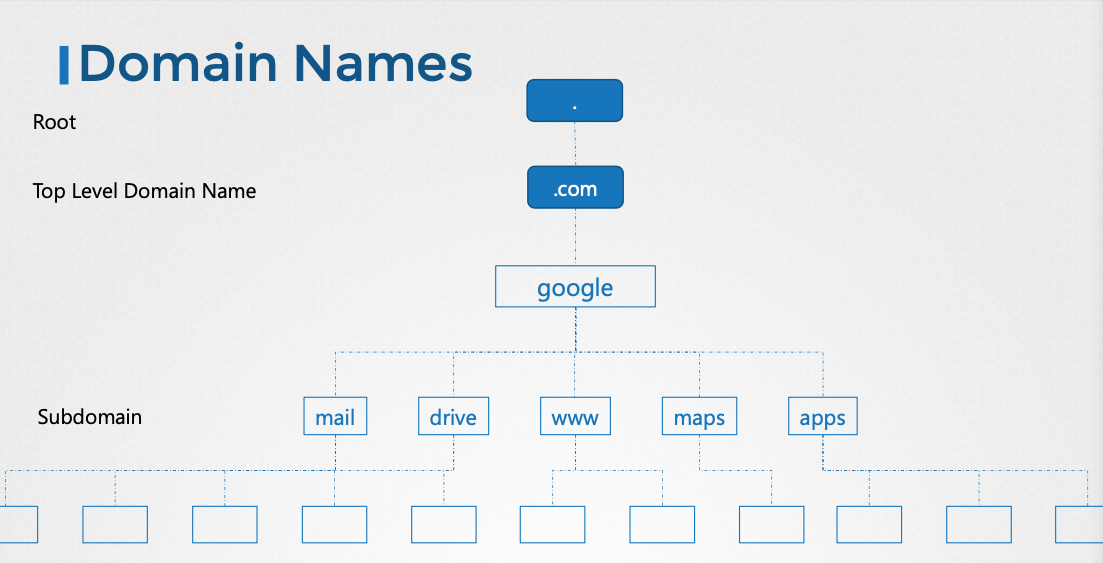 Domain Names
.
Root
.com
Top Level Domain Name
google
Subdomain
mail
drive
www
maps
apps